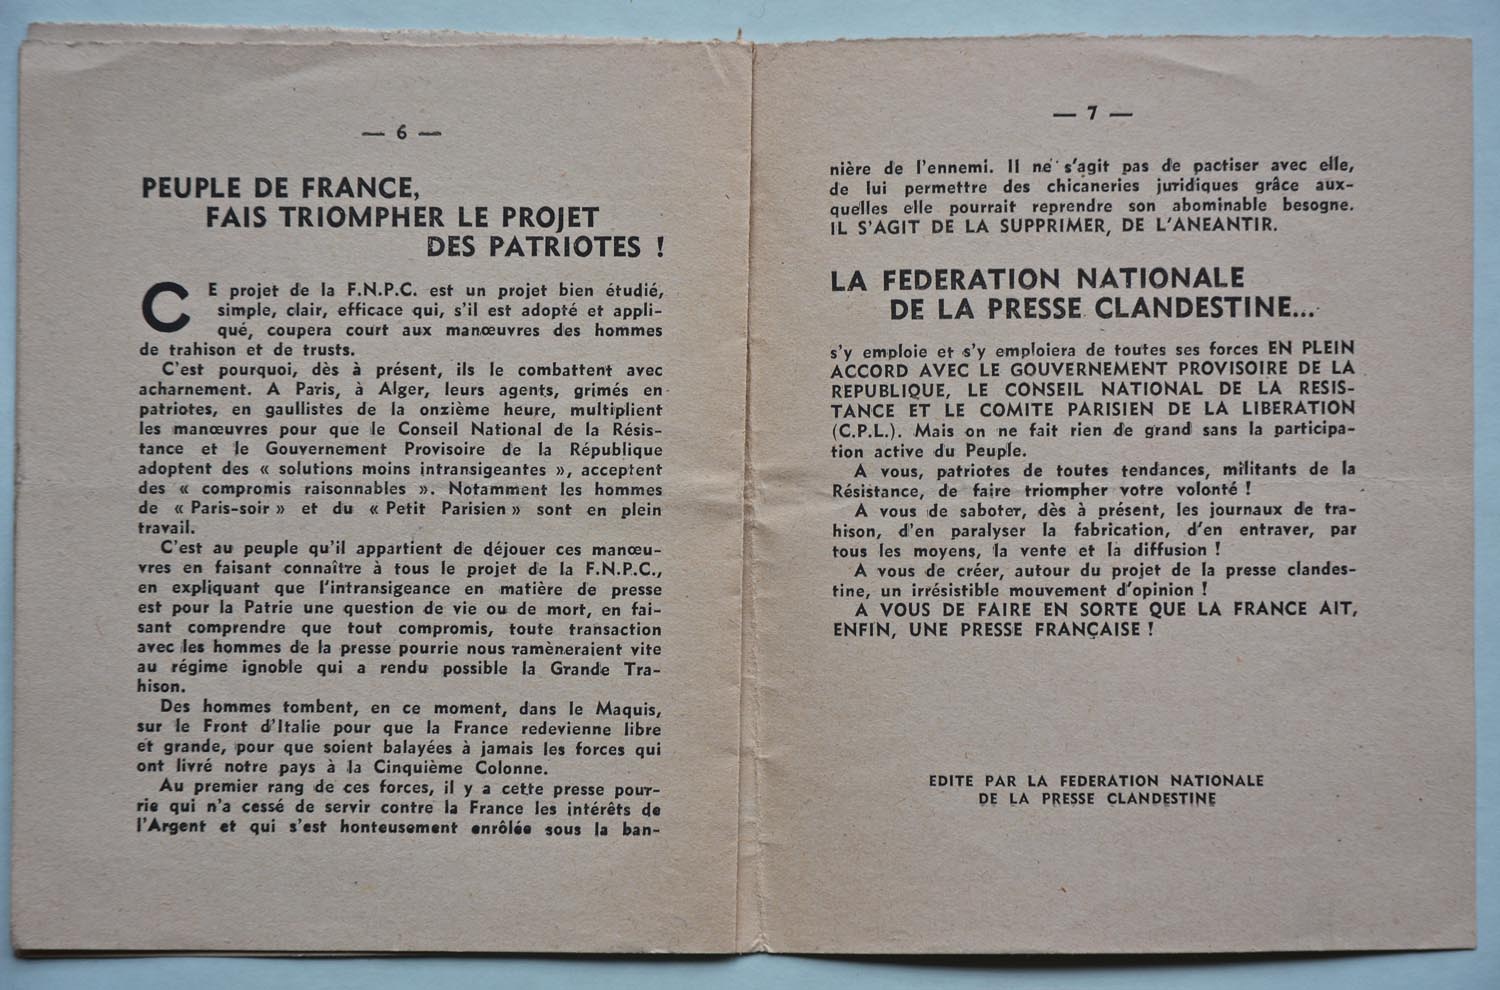 — 6 —
PEUPLE DE FRANCE,
FAIS TRIOMPHER LE PROJET
DES PATRIOTES !
CE projet de la F.N.P.C. est un projet bien étudié,
simple, clair, efficace qui, s'il est adopté et appli-
qué, coupera court aux manœuvres des hommes
de trahison et de trusts.
C'est pourquoi, dès à présent, ils le combattent avec
acharnement. A Paris, à Alger, leurs agents, grimés en
patriotes, en gaullistes de la onzième heure, multiplient
les manœuvres pour que le Conseil National de la Résis-
tance et le Gouvernement Provisoire de la République
adoptent des « solutions moins intransigeantes », acceptent
des « compromis raisonnables ». Notamment les hommes
de « Paris-soir » et du « Petit Parisien » sont en plein
travail.
C'est au peuple qu'il appartient de déjouer ces manœu-
vres en faisant connaître à tous le projet de la F.N.P.C.,
en expliquant que l'intransigeance en matière de presse
est pour la Patrie une question de vie ou de mort, en fai-
sant comprendre que tout compromis, toute transaction
avec les hommes de la presse pourrie nous ramèneraient vite
au régime ignoble qui a rendu possible la Grande Tra-
hison.
Des hommes tombent, en ce moment, dans le Maquis,
sur le Front d'Italie pour que la France redevienne libre
et grande, pour que soient balayées à jamais les forces qui
ont livré notre pays à la Cinquième Colonne.
Au premier rang de ces forces, il y a cette presse pour-
rie qui n'a cessé de servir contre la France les intérêts de
l'Argent et qui s'est honteusement enrôlée sous la ban-
— 7 —
nière de l'ennemi. Il ne s'agit pas de pactiser avec elle,
de lui permettre des chicaneries juridiques grâce aux-
quelles elle pourrait reprendre son abominable besogne.
IL S'AGIT DE LA SUPPRIMER, DE L'ANEANTIR.
LA FEDERATION NATIONALE
DE LA PRESSE CLANDESTINE...
s'y emploie et s'y emploiera de toutes ses forces EN PLEIN
ACCORD AVEC LE GOUVERNEMENT PROVISOIRE DE LA
REPUBLIQUE, LE CONSEIL NATIONAL DE LA RESIS-
TANCE ET LE COMITE PARISIEN DE LA LIBERATION
(C.P.L.). Mais on ne fait rien de grand sans la participa-
tion active du Peuple.
A vous, patriotes de toutes tendances, militants de la
Résistance, de faire triompher votre volonté !
A vous de saboter, dès à présent, les journaux de tra-
hison, d'en paralyser la fabrication, d'en entraver, par
tous les moyens, la vente et la diffusion !
A vous de créer, autour du projet de la presse clandes-
tine, un irrésistible mouvement d'opinion !
A VOUS DE FAIRE EN SORTE QUE LA FRANCE AIT,
ENFIN, UNE PRESSE FRANÇAISE !
EDITE PAR LA FEDERATION NATIONALE
DE LA PRESSE CLANDESTINE